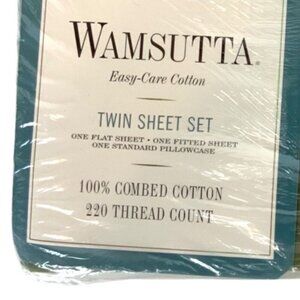 WAMSUTTA®
Easy-Care Cotton
TWIN SHEET SET
ONE FLAT SHEET • ONE FITTED SHEET
ONE STANDARD PILLOWCASE
100% COMBED COTTON
220 THREAD COUNT